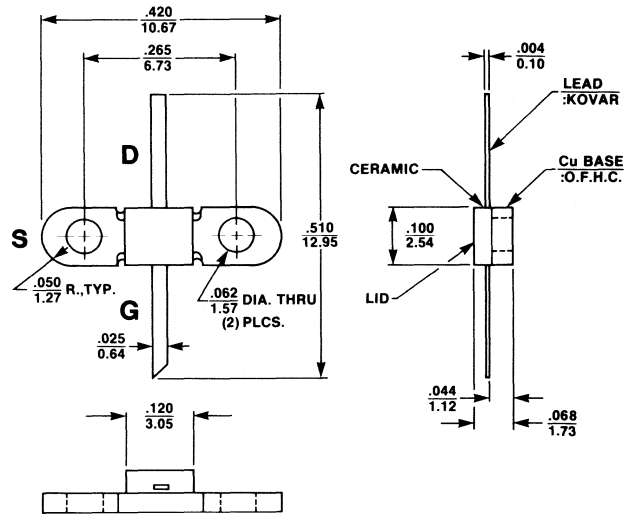 .420
10.67
.265
6.73
.004
0.10
LEAD
:KOVAR
D
CERAMIC
Cu BASE
:O.F.H.C.
S
.510
12.95
.100
2.54
.050
1.27 R.,TYP.
.062
1.57 DIA. THRU
(2) PLCS.
G
LID
.025
0.64
.044
1.12
.068
1.73
.120
3.05